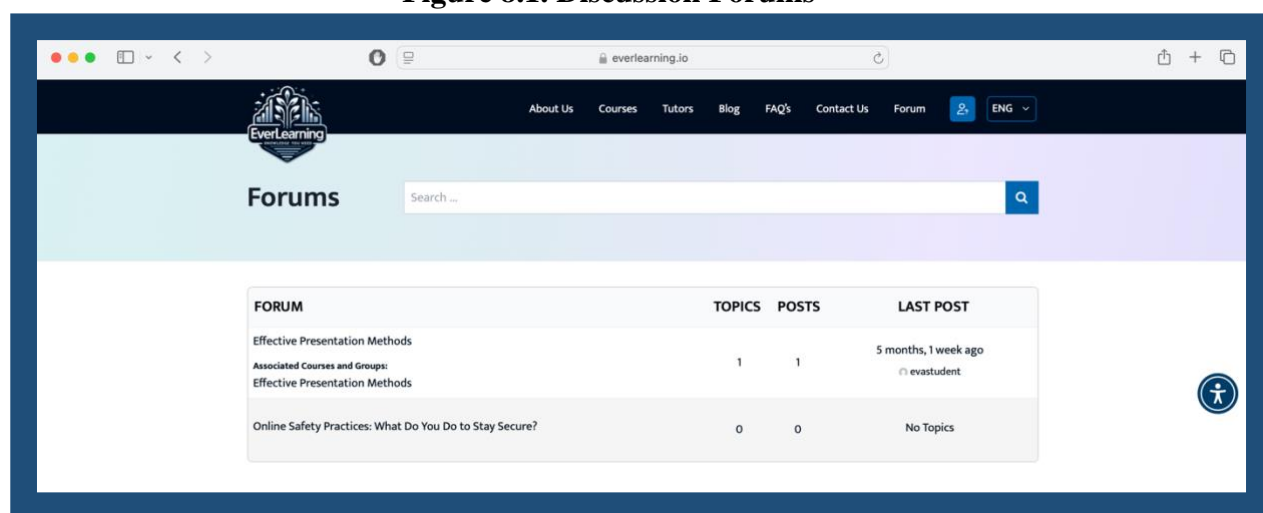 Figure 8.1. Discussion Forums
everlearning.io
About Us Courses Tutors Blog FAQ's Contact Us Forum ENG
EverLearning
KNOWLEDGE YOU NEED
Forums
Search ...
FORUM TOPICS POSTS LAST POST
Effective Presentation Methods
Associated Courses and Groups:
Effective Presentation Methods
1 1
5 months, 1 week ago
evastudent
Online Safety Practices: What Do You Do to Stay Secure? 0 0 No Topics